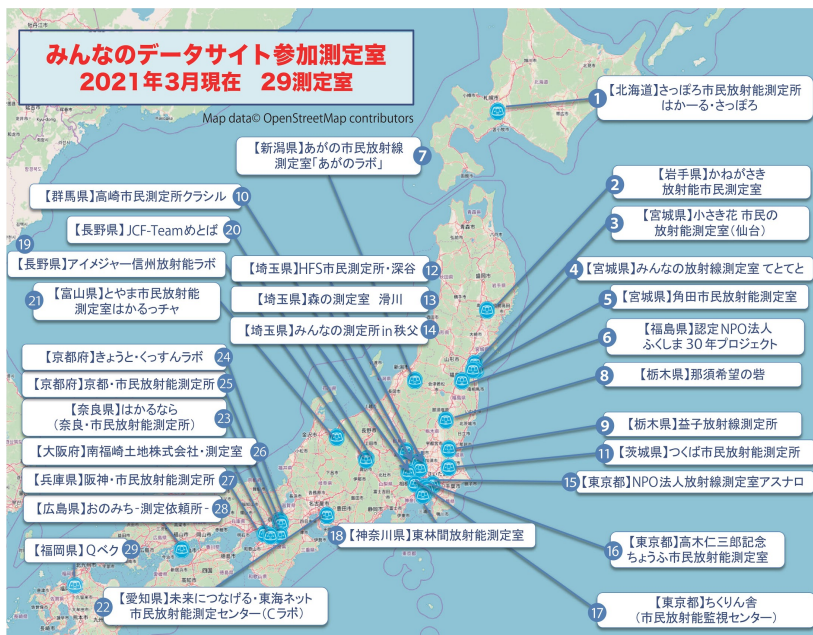 みんなのデータサイト参加測定室
2021年3月現在　29測定室
Map data© OpenStreetMap contributors
1
【北海道】さっぽろ市民放射能測定所
はかーる・さっぽろ
【新潟県】あがの市民放射線
測定室「あがのラボ」
7
2
【岩手県】かねがさき
放射能市民測定室
【群馬県】高崎市民測定所クラシル
10
3
【宮城県】小さき花 市民の
放射能測定室(仙台)
【長野県】JCF-Teamめとば
20
19
【長野県】アイメジャー信州放射能ラボ
【埼玉県】HFS市民測定所・深谷
12
4
【宮城県】みんなの放射線測定室 てとてと
21
【富山県】とやま市民放射能
測定室はかるっチャ
【埼玉県】森の測定室　滑川
13
5
【宮城県】角田市民放射能測定室
【埼玉県】みんなの測定所in秩父
14
6
【福島県】認定NPO法人
ふくしま30年プロジェクト
【京都府】きょうと・くっすんラボ
24
【京都府】京都・市民放射能測定所
25
8
【栃木県】那須希望の砦
【奈良県】はかるなら
(奈良・市民放射能測定所)
23
9
【栃木県】益子放射線測定所
【大阪府】南福崎土地株式会社・測定室
26
11
【茨城県】つくば市民放射能測定所
【兵庫県】阪神・市民放射能測定所
27
15
【東京都】NPO法人放射線測定室アスナロ
【広島県】おのみち-測定依頼所-
28
18
【神奈川県】東林間放射能測定室
【福岡県】Qベク
29
16
【東京都】高木仁三郎記念
ちょうふ市民放射能測定室
22
【愛知県】未来につなげる・東海ネット
市民放射能測定センター(Cラボ)
17
【東京都】ちくりん舎
(市民放射能監視センター)